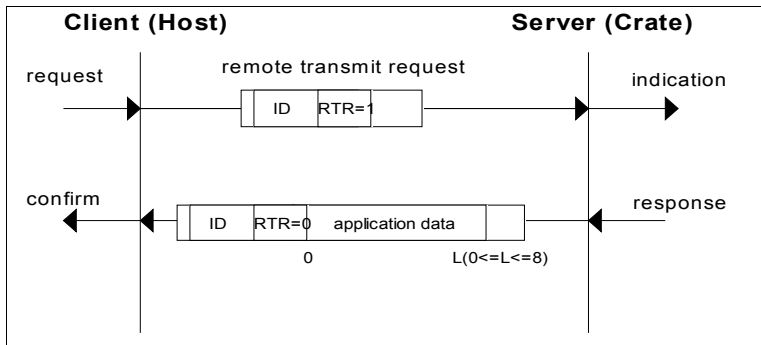 Client (Host)
Server (Crate)
request
remote transmit request
indication
ID
RTR=1
confirm
response
ID
RTR=0
application data
0
L(0<=L<=8)